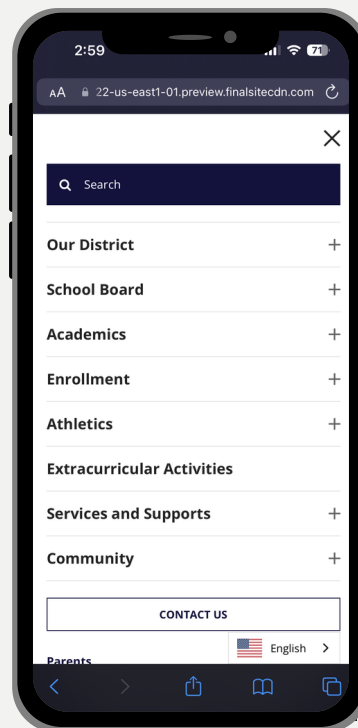 2:59
71
AA 22-us-east1-01.preview.finalsitecdn.com
Search
Our District
School Board
Academics
Enrollment
Athletics
Extracurricular Activities
Services and Supports
Community
CONTACT US
English
Parents